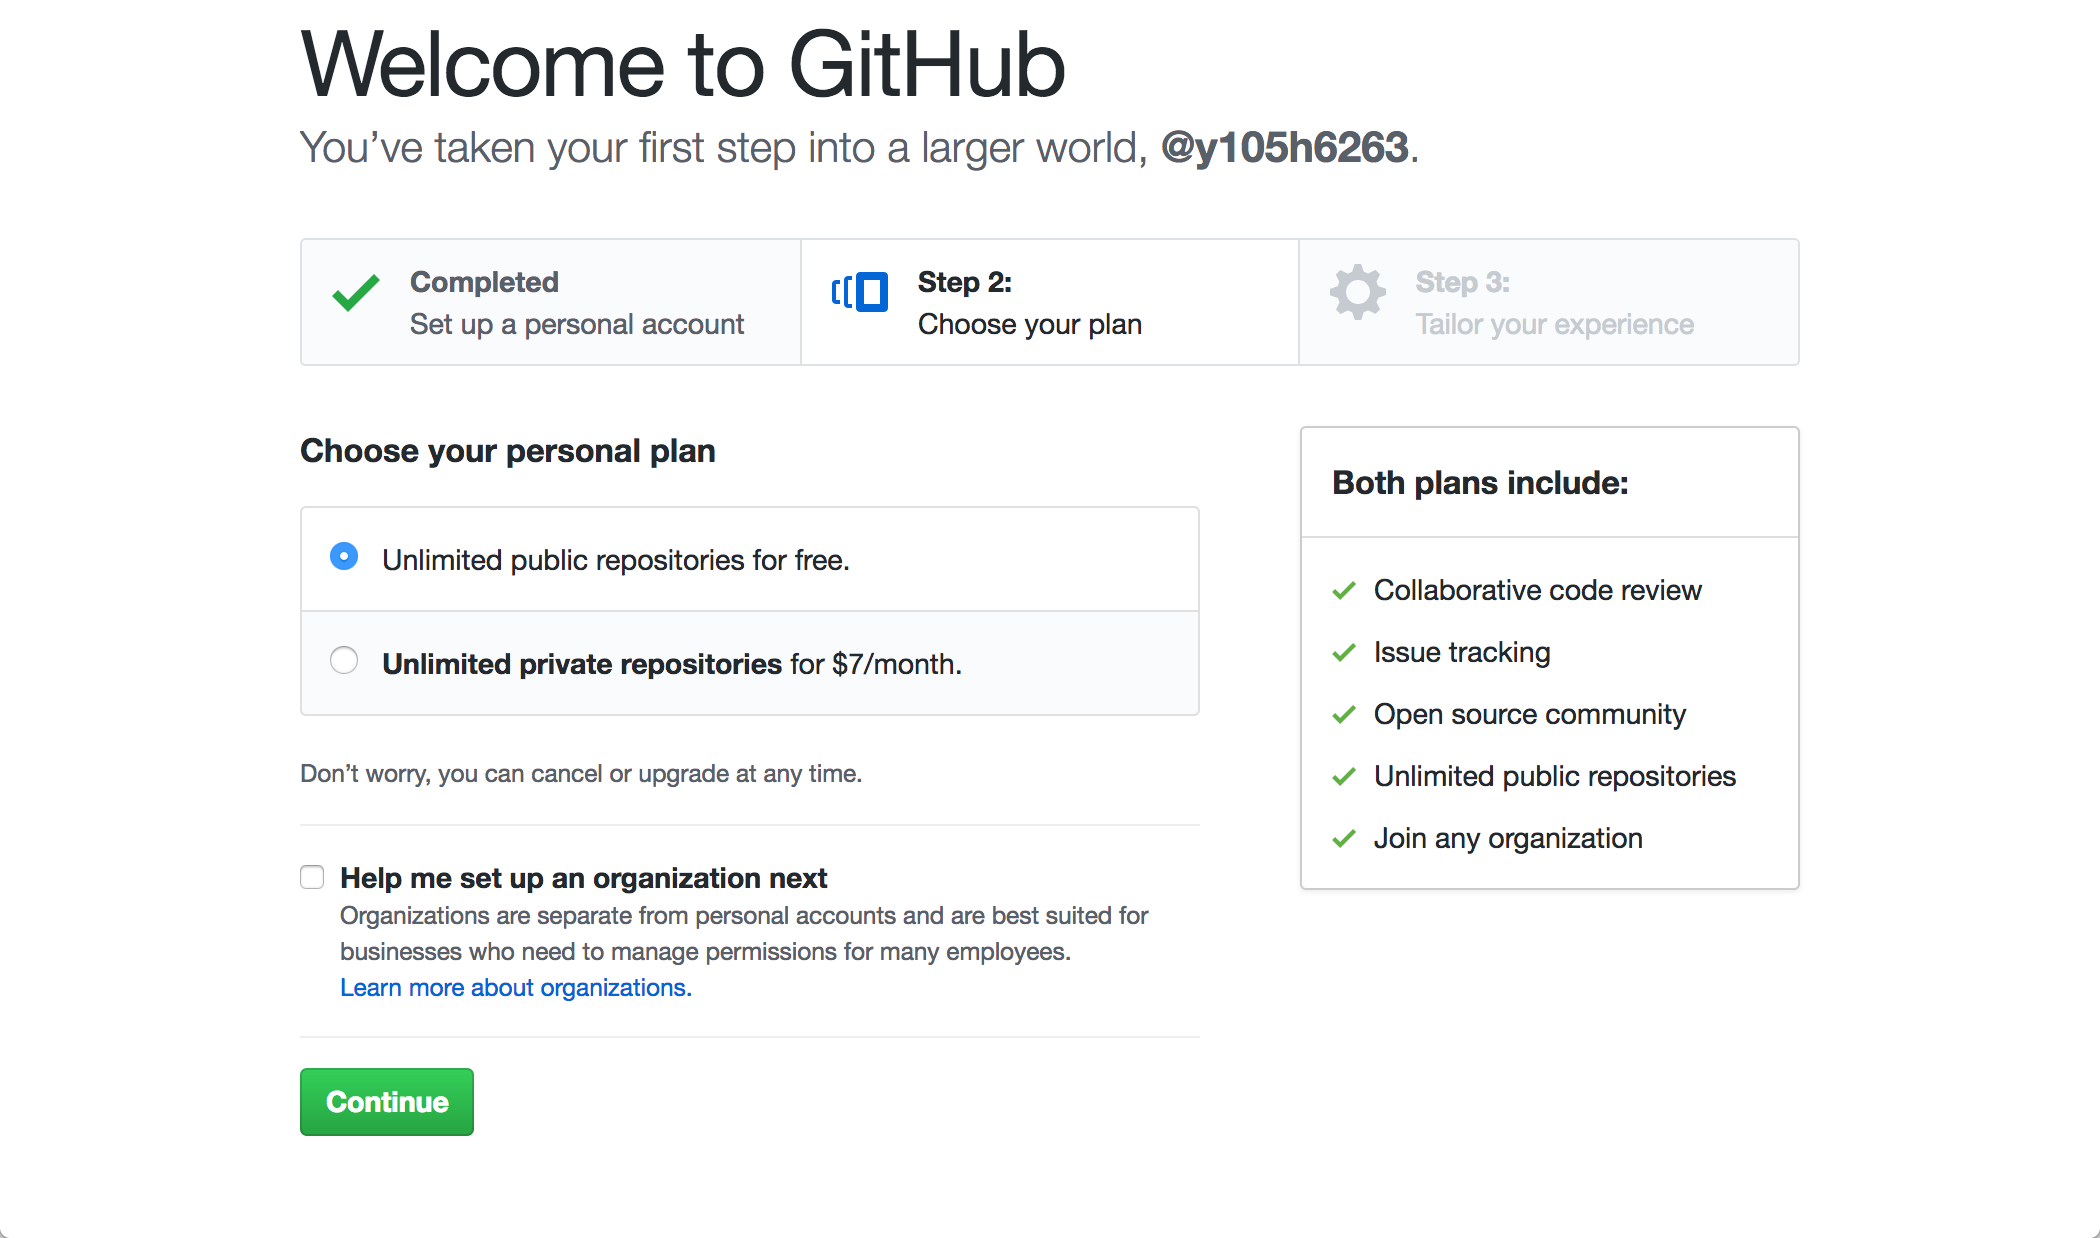 Welcome to GitHub
You’ve taken your first step into a larger world, @y105h6263.
Completed
Set up a personal account
Step 2:
Choose your plan
Step 3:
Tailor your experience
Choose your personal plan
Unlimited public repositories for free.
Unlimited private repositories for $7/month.
Don’t worry, you can cancel or upgrade at any time.
Help me set up an organization next
Organizations are separate from personal accounts and are best suited for
businesses who need to manage permissions for many employees.
Learn more about organizations.
Continue
Both plans include:
Collaborative code review
Issue tracking
Open source community
Unlimited public repositories
Join any organization